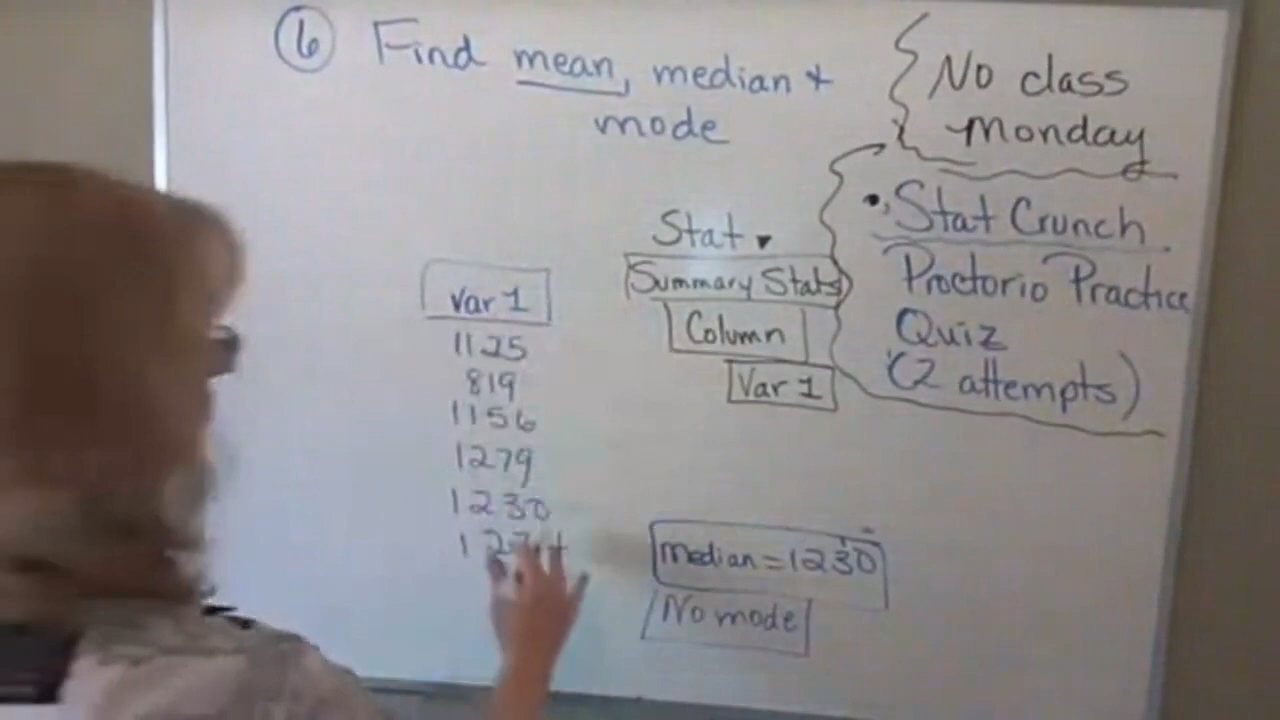 6 Find mean, median +
mode
No class
Monday
• Stat Crunch
Proctorio Practice
Quiz
(2 attempts)
Stat ▾
Summary Stats
Column
Var 1
Var 1
1125
819
1156
1279
1230
median = 1230
No mode